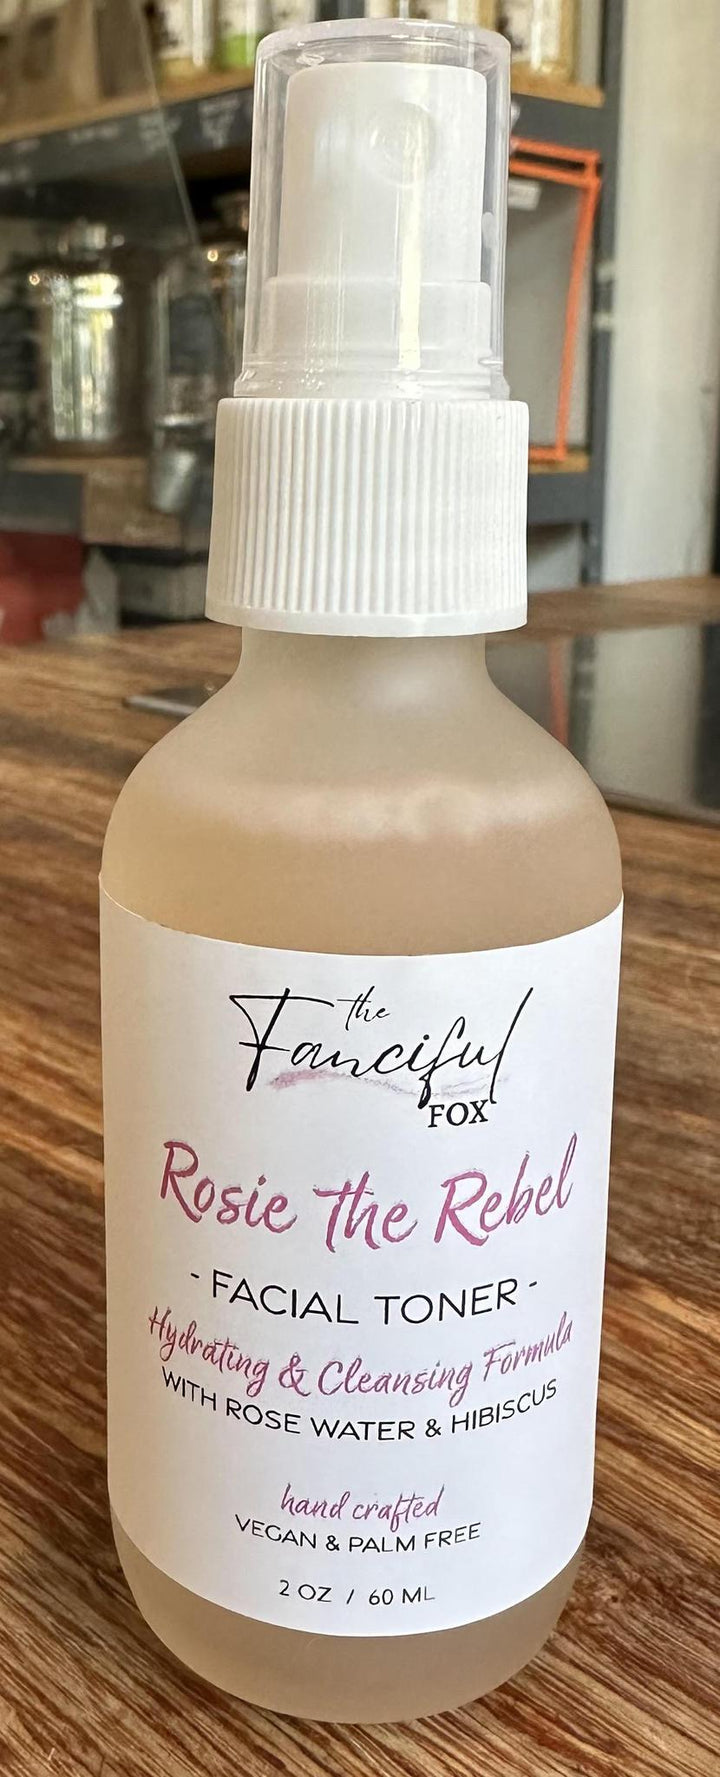 the
Fanciful
FOX
Rosie The Rebel
- FACIAL TONER -
Hydrating & Cleansing Formula
WITH ROSE WATER & HIBISCUS
hand crafted
VEGAN & PALM FREE
2 OZ / 60 ML